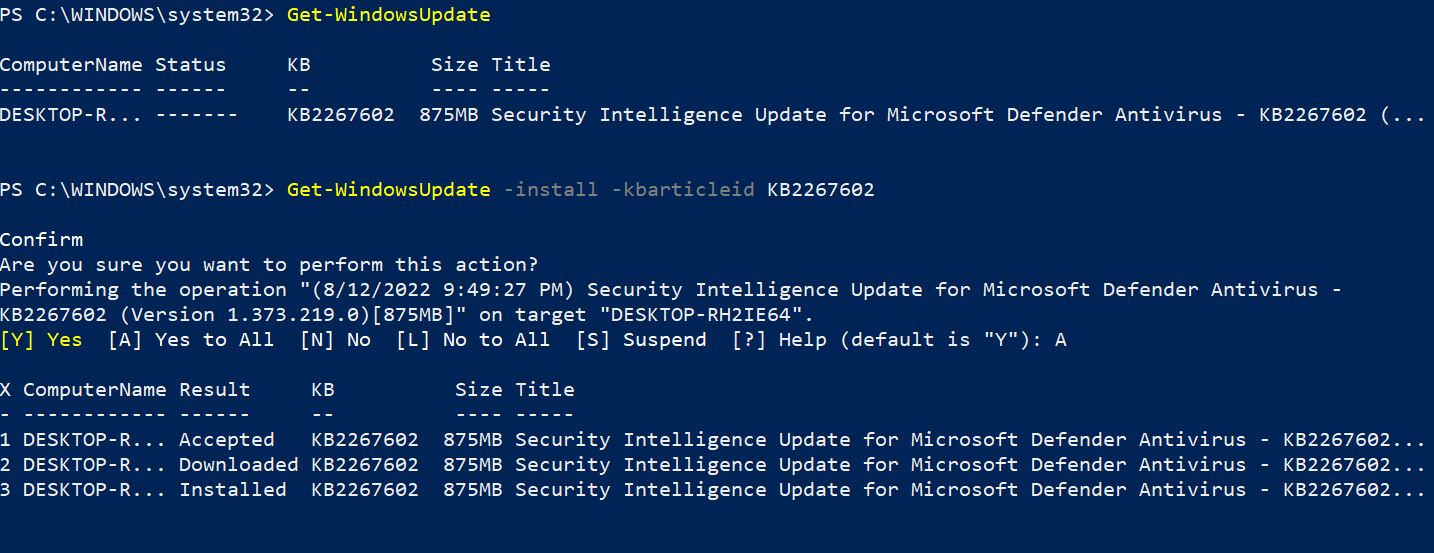 PS C:\WINDOWS\system32> Get-WindowsUpdate
ComputerName Status     KB          Size Title
------------ ------     --          ---- -----
DESKTOP-R... -------    KB2267602  875MB Security Intelligence Update for Microsoft Defender Antivirus - KB2267602 (...
PS C:\WINDOWS\system32> Get-WindowsUpdate -install -kbarticleid KB2267602
Confirm
Are you sure you want to perform this action?
Performing the operation "(8/12/2022 9:49:27 PM) Security Intelligence Update for Microsoft Defender Antivirus -
KB2267602 (Version 1.373.219.0)[875MB]" on target "DESKTOP-RH2IE64".
[Y] Yes  [A] Yes to All  [N] No  [L] No to All  [S] Suspend  [?] Help (default is "Y"): A
X ComputerName Result     KB          Size Title
- ------------ ------     --          ---- -----
1 DESKTOP-R... Accepted   KB2267602  875MB Security Intelligence Update for Microsoft Defender Antivirus - KB2267602...
2 DESKTOP-R... Downloaded KB2267602  875MB Security Intelligence Update for Microsoft Defender Antivirus - KB2267602...
3 DESKTOP-R... Installed  KB2267602  875MB Security Intelligence Update for Microsoft Defender Antivirus - KB2267602...